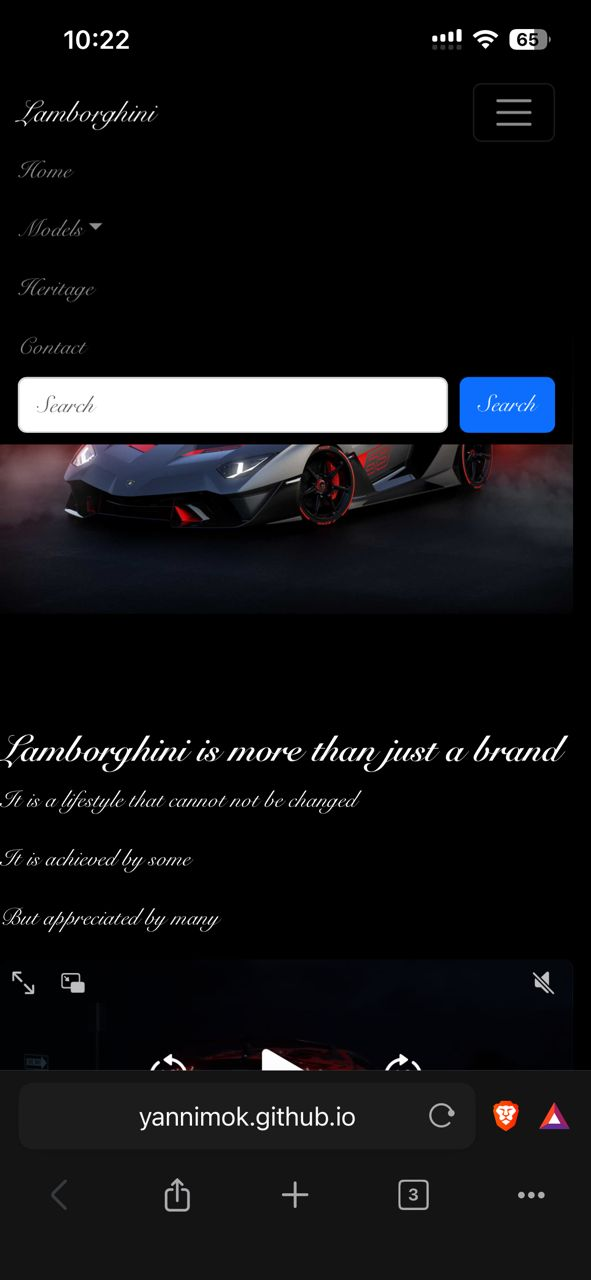 10:22
65
Lamborghini
Home
Models
Heritage
Contact
Search Search
Lamborghini is more than just a brand
It is a lifestyle that cannot not be changed
It is achieved by some
But appreciated by many
yannimok.github.io
3